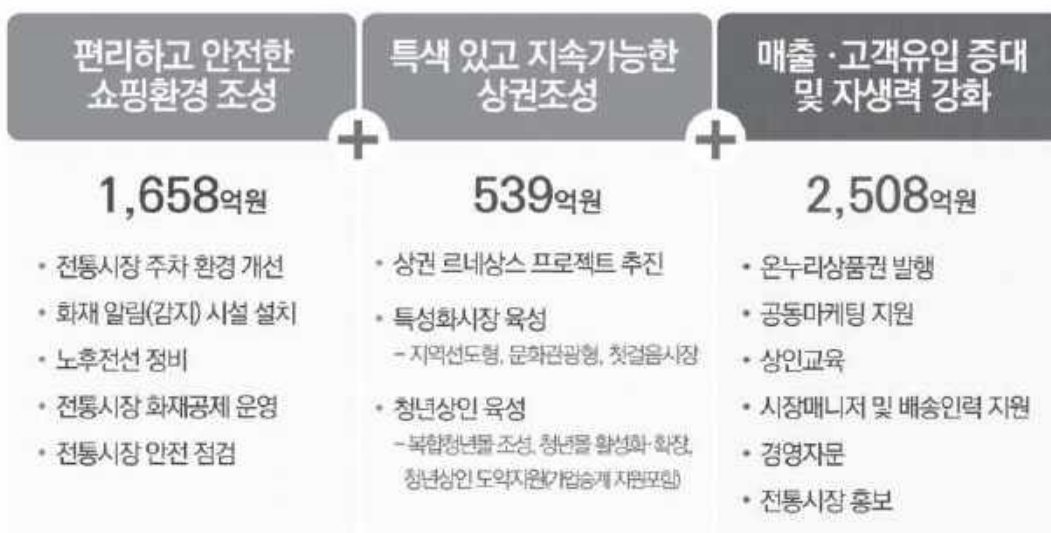 편리하고 안전한
쇼핑환경 조성
1,658억원
• 전통시장 주차 환경 개선
• 화재 알림(감지) 시설 설치
• 노후전선 정비
• 전통시장 화재공제 운영
• 전통시장 안전 점검
특색 있고 지속가능한
상권조성
539억원
• 상권 르네상스 프로젝트 추진
• 특성화시장 육성
– 지역선도형, 문화관광형, 첫걸음시장
• 청년상인 육성
– 복합청년몰 조성, 청년몰 활성화·확장,
청년상인 도약지원(가업승계 지원포함)
매출·고객유입 증대
및 자생력 강화
2,508억원
• 온누리상품권 발행
• 공동마케팅 지원
• 상인교육
• 시장매니저 및 배송인력 지원
• 경영자문
• 전통시장 홍보